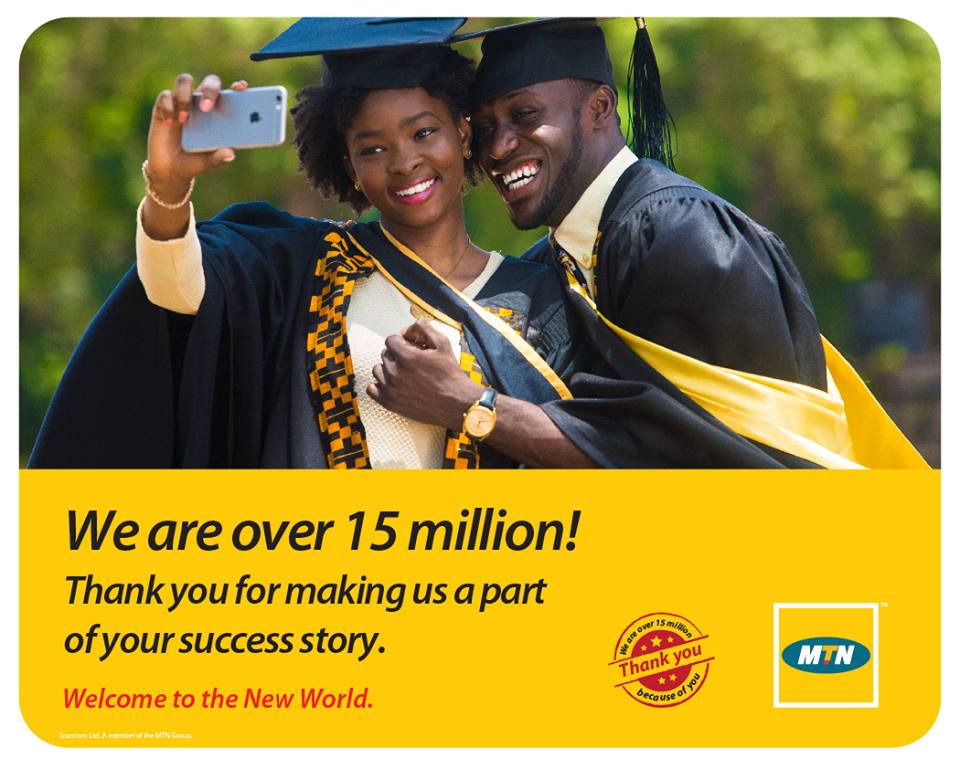 We are over 15 million!
Thank you for making us a part
of your success story.
Welcome to the New World.
We are over 15 million
Thank you
because of you
MTN
TM
Scancom Ltd. A member of the MTN Group.